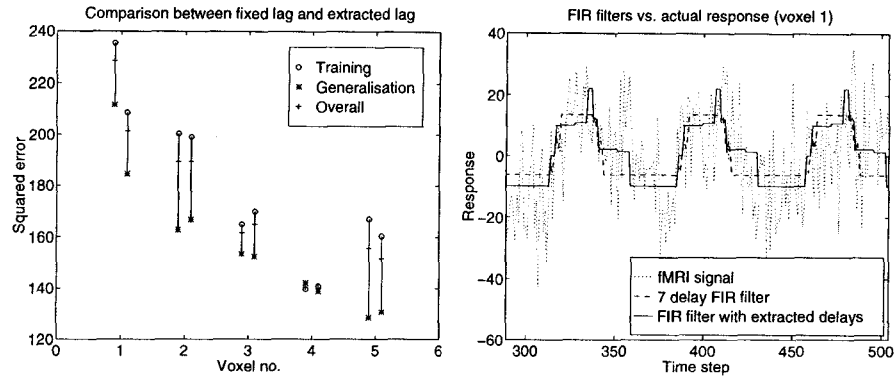 Comparison between fixed lag and extracted lag
240
220
200
180
160
140
120
0
1
2
3
4
5
6
Squared error
Voxel no.
Training
Generalisation
Overall
FIR filters vs. actual response (voxel 1)
40
20
0
-20
-40
-60
300
350
400
450
500
Response
Time step
fMRI signal
7 delay FIR filter
FIR filter with extracted delays